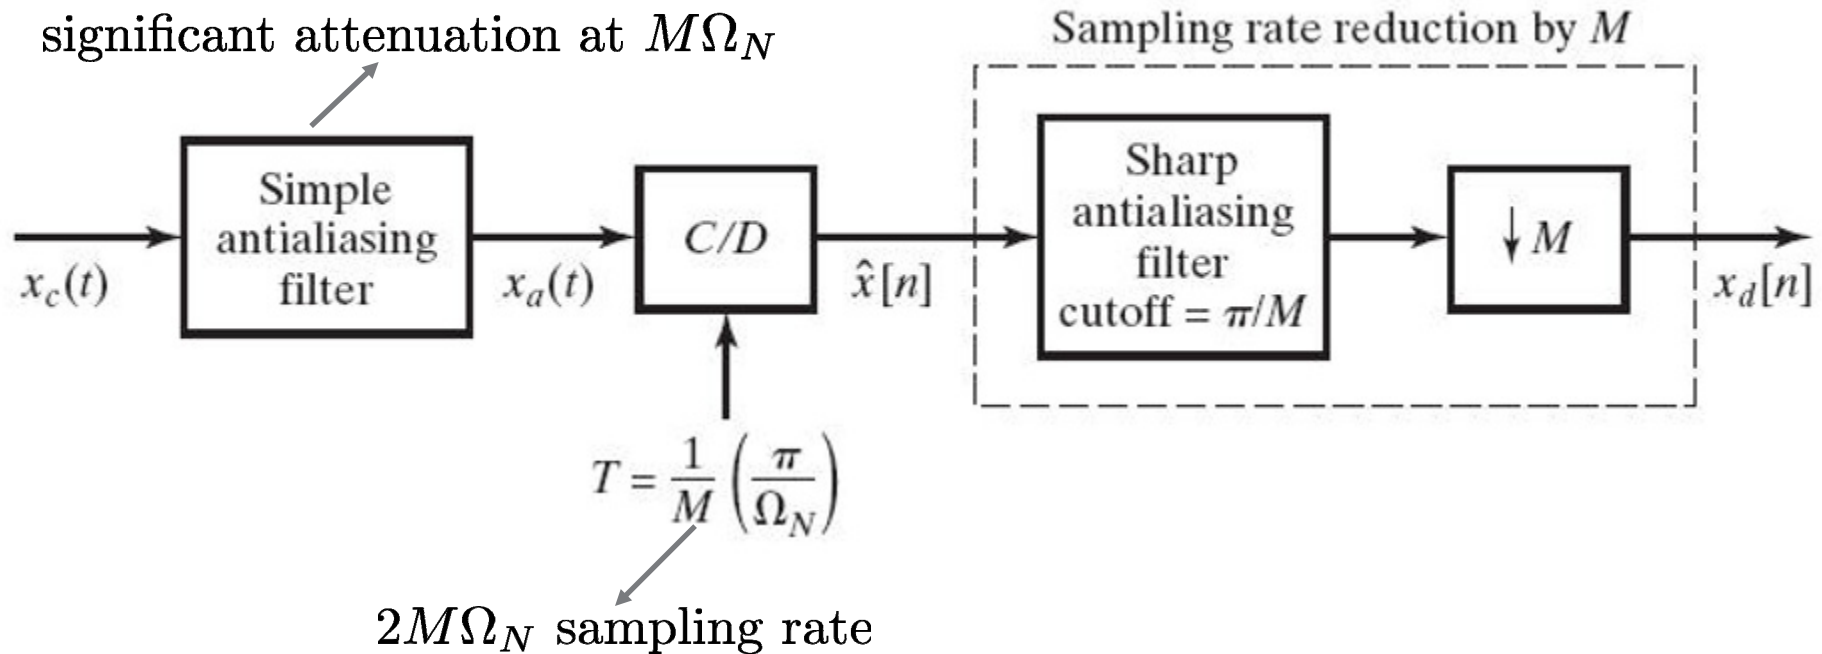 significant attenuation at MΩ_N
Sampling rate reduction by M
Simple
antialiasing
filter
C/D
Sharp
antialiasing
filter
cutoff = π/M
↓M
x_c(t)
x_a(t)
x̂[n]
x_d[n]
T = 1/M (π/Ω_N)
2MΩ_N sampling rate